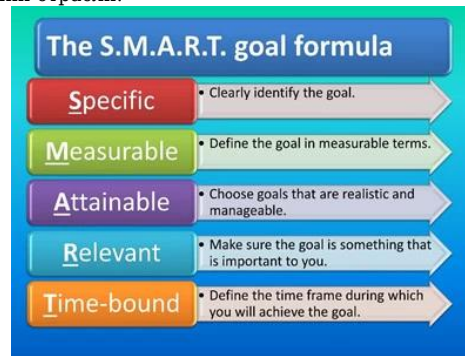 отрасли.
The S.M.A.R.T. goal formula
Specific
• Clearly identify the goal.
Measurable
• Define the goal in measurable terms.
Attainable
• Choose goals that are realistic and
manageable.
Relevant
• Make sure the goal is something that
is important to you.
Time-bound
• Define the time frame during which
you will achieve the goal.